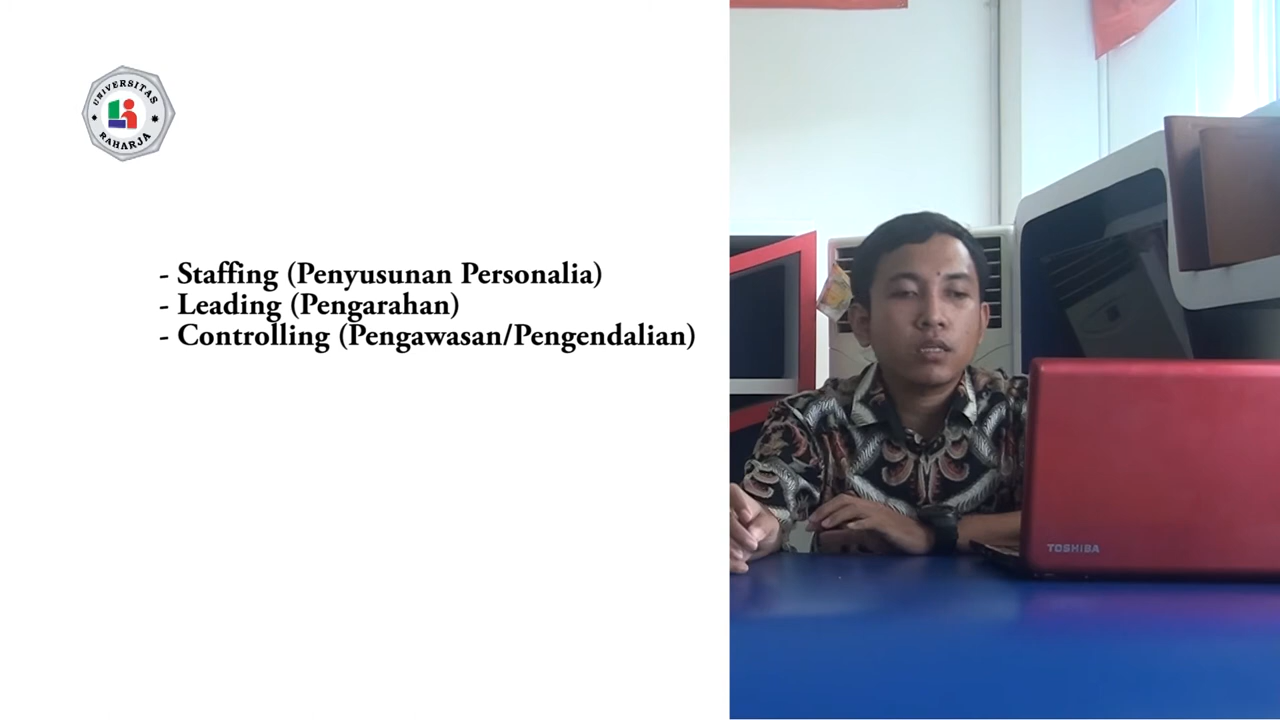 UNIVERSITAS
RAHARJA
- Staffing (Penyusunan Personalia)
- Leading (Pengarahan)
- Controlling (Pengawasan/Pengendalian)
TOSHIBA